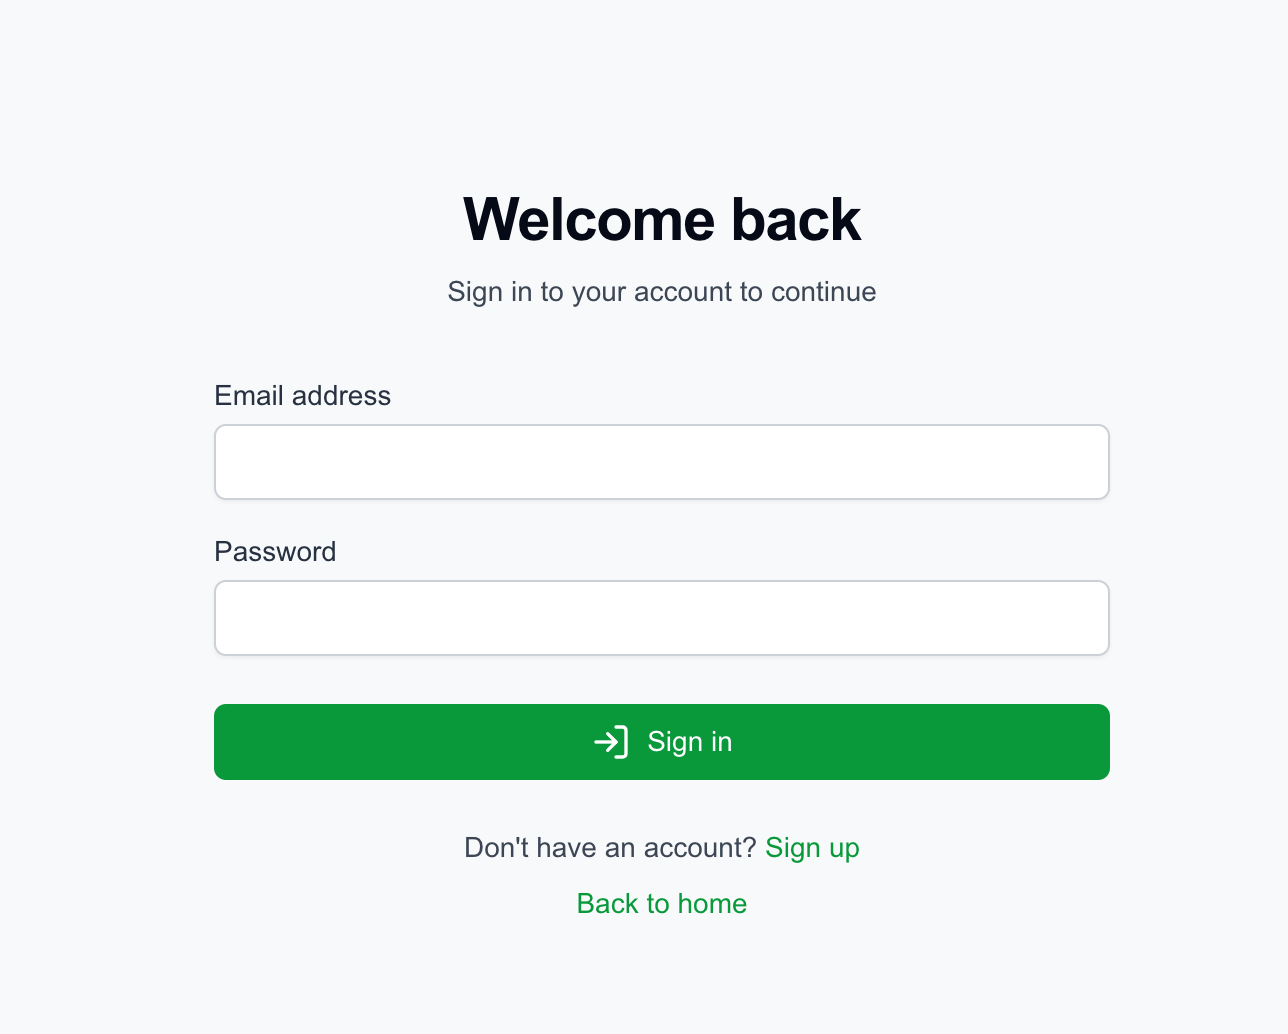 Welcome back
Sign in to your account to continue
Email address
Password
Sign in
Don't have an account? Sign up
Back to home